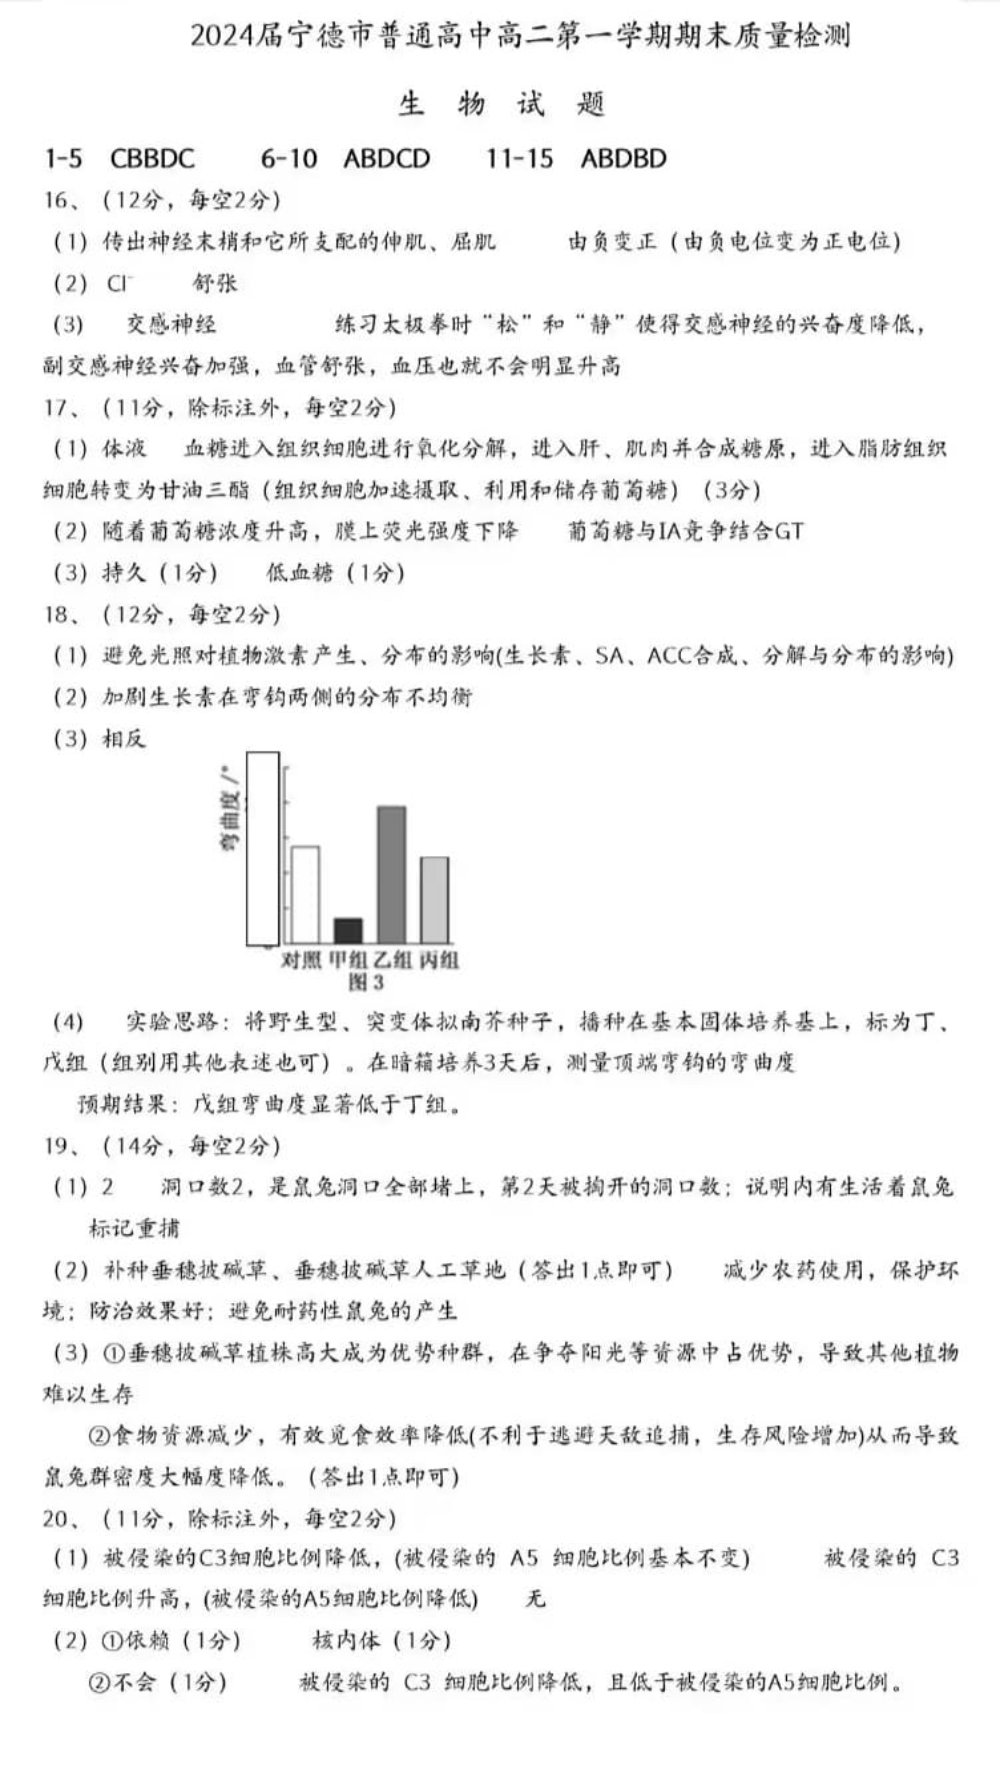 2024届宁德市普通高中高二第一学期期末质量检测
生 物 试 题
1-5 CBBDC 6-10 ABDCD 11-15 ABDBD
16、（12分，每空2分）
（1）传出神经末梢和它所支配的伸肌、屈肌 由负变正（由负电位变为正电位）
（2）Cl⁻ 舒张
（3） 交感神经 练习太极拳时“松”和“静”使得交感神经的兴奋度降低，
副交感神经兴奋加强，血管舒张，血压也就不会明显升高
17、（11分，除标注外，每空2分）
（1）体液 血糖进入组织细胞进行氧化分解，进入肝、肌肉并合成糖原，进入脂肪组织
细胞转变为甘油三酯（组织细胞加速摄取、利用和储存葡萄糖）（3分）
（2）随着葡萄糖浓度升高，膜上荧光强度下降 葡萄糖与IA竞争结合GT
（3）持久（1分） 低血糖（1分）
18、（12分，每空2分）
（1）避免光照对植物激素产生、分布的影响(生长素、SA、ACC合成、分解与分布的影响)
（2）加剧生长素在弯钩两侧的分布不均衡
（3）相反
弯曲度/°
对照 甲组 乙组 丙组
图3
（4） 实验思路：将野生型、突变体拟南芥种子，播种在基本固体培养基上，标为丁、
戊组（组别用其他表述也可）。在暗箱培养3天后，测量顶端弯钩的弯曲度
预期结果：戊组弯曲度显著低于丁组。
19、（14分，每空2分）
（1）2 洞口数2，是鼠兔洞口全部堵上，第2天被掏开的洞口数；说明内有生活着鼠兔
标记重捕
（2）补种垂穗披碱草、垂穗披碱草人工草地（答出1点即可） 减少农药使用，保护环
境；防治效果好；避免耐药性鼠兔的产生
（3）①垂穗披碱草植株高大成为优势种群，在争夺阳光等资源中占优势，导致其他植物
难以生存
②食物资源减少，有效觅食效率降低(不利于逃避天敌追捕，生存风险增加)从而导致
鼠兔群密度大幅度降低。（答出1点即可）
20、（11分，除标注外，每空2分）
（1）被侵染的C3细胞比例降低，(被侵染的 A5 细胞比例基本不变) 被侵染的 C3
细胞比例升高，(被侵染的A5细胞比例降低) 无
（2）①依赖（1分） 核内体（1分）
②不会（1分） 被侵染的 C3 细胞比例降低，且低于被侵染的A5细胞比例。